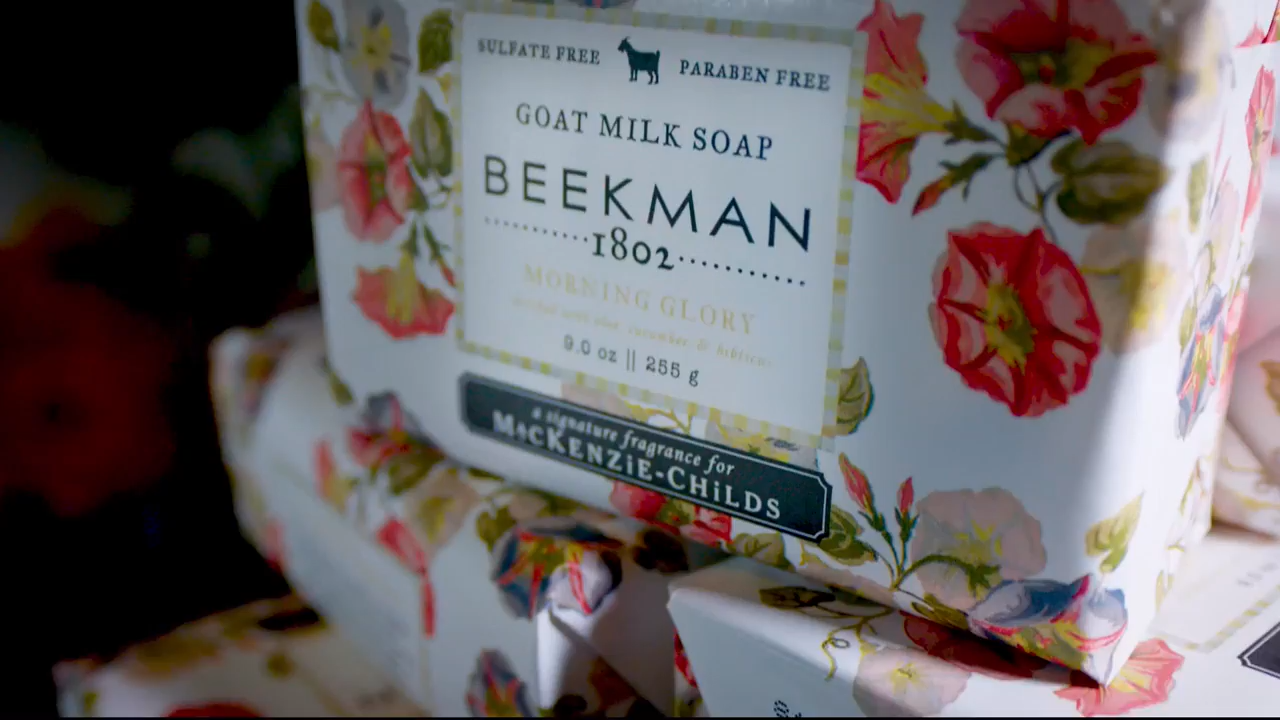 SULFATE FREE PARABEN FREE
GOAT MILK SOAP
BEEKMAN
1802
MORNING GLORY
9.0 oz || 255 g
a signature fragrance for
MacKENZiE-CHiLDS